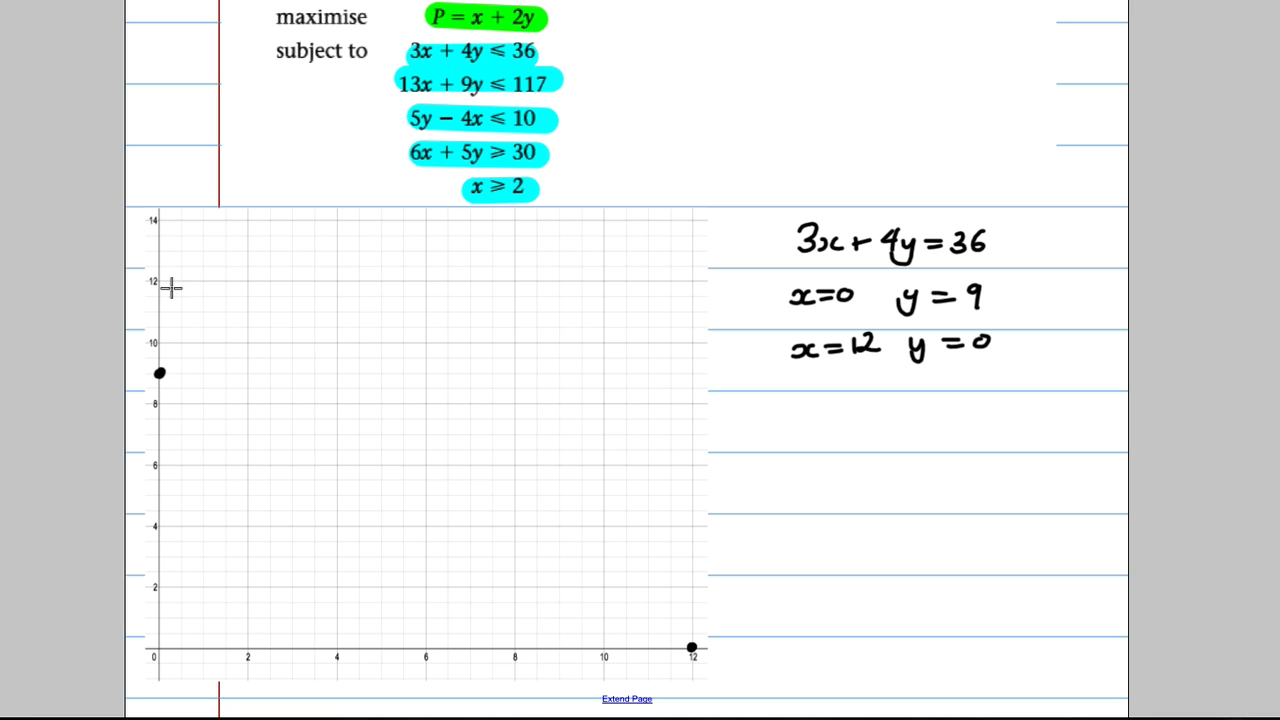 maximise P = x + 2y
subject to 3x + 4y ⩽ 36
13x + 9y ⩽ 117
5y − 4x ⩽ 10
6x + 5y ⩾ 30
x ⩾ 2
3x + 4y = 36
x=0 y = 9
x=12 y = 0
14
12
10
8
6
4
2
0 2 4 6 8 10 12
Extend Page